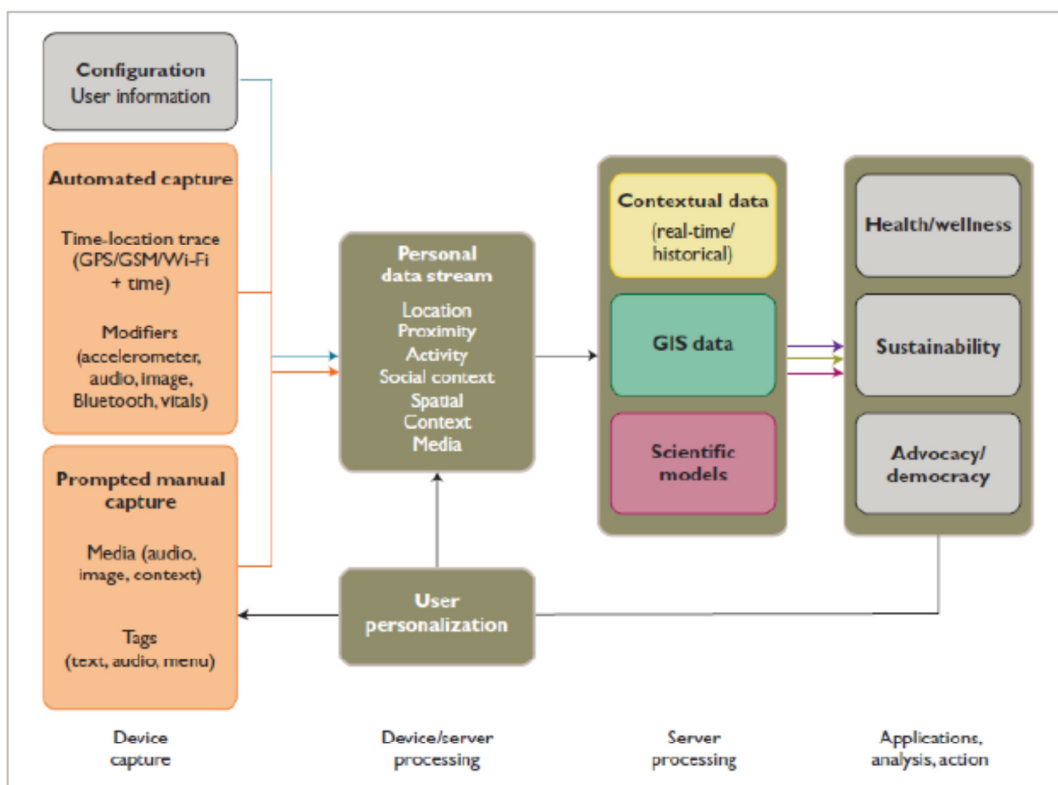 Configuration
User information
Automated capture
Time-location trace
(GPS/GSM/Wi-Fi
+ time)
Modifiers
(accelerometer,
audio, image,
Bluetooth, vitals)
Prompted manual
capture
Media (audio,
image, context)
Tags
(text, audio, menu)
Device
capture
Personal
data stream
Location
Proximity
Activity
Social context
Spatial
Context
Media
User
personalization
Device/server
processing
Contextual data
(real-time/
historical)
GIS data
Scientific
models
Server
processing
Health/wellness
Sustainability
Advocacy/
democracy
Applications,
analysis, action